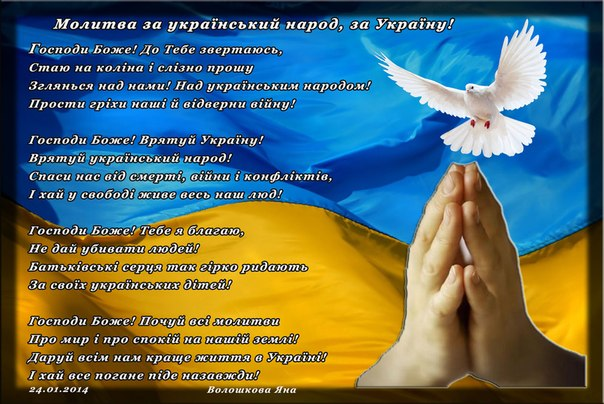 Молитва за український народ, за Україну!
Господи Боже! До Тебе звертаюсь,
Стаю на коліна і слізно прошу
Зглянься над нами! Над українським народом!
Прости гріхи наші й відверни війну!
Господи Боже! Врятуй Україну!
Врятуй український народ!
Спаси нас від смерті, війни і конфліктів,
І хай у свободі живе весь наш люд!
Господи Боже! Тебе я благаю,
Не дай убивати людей!
Батьківські серця так гірко ридають
За своїх українських дітей!
Господи Боже! Почуй всі молитви
Про мир і про спокій на нашій землі!
Даруй всім нам краще життя в Україні!
І хай все погане піде назавжди!
24.01.2014 Волошкова Яна